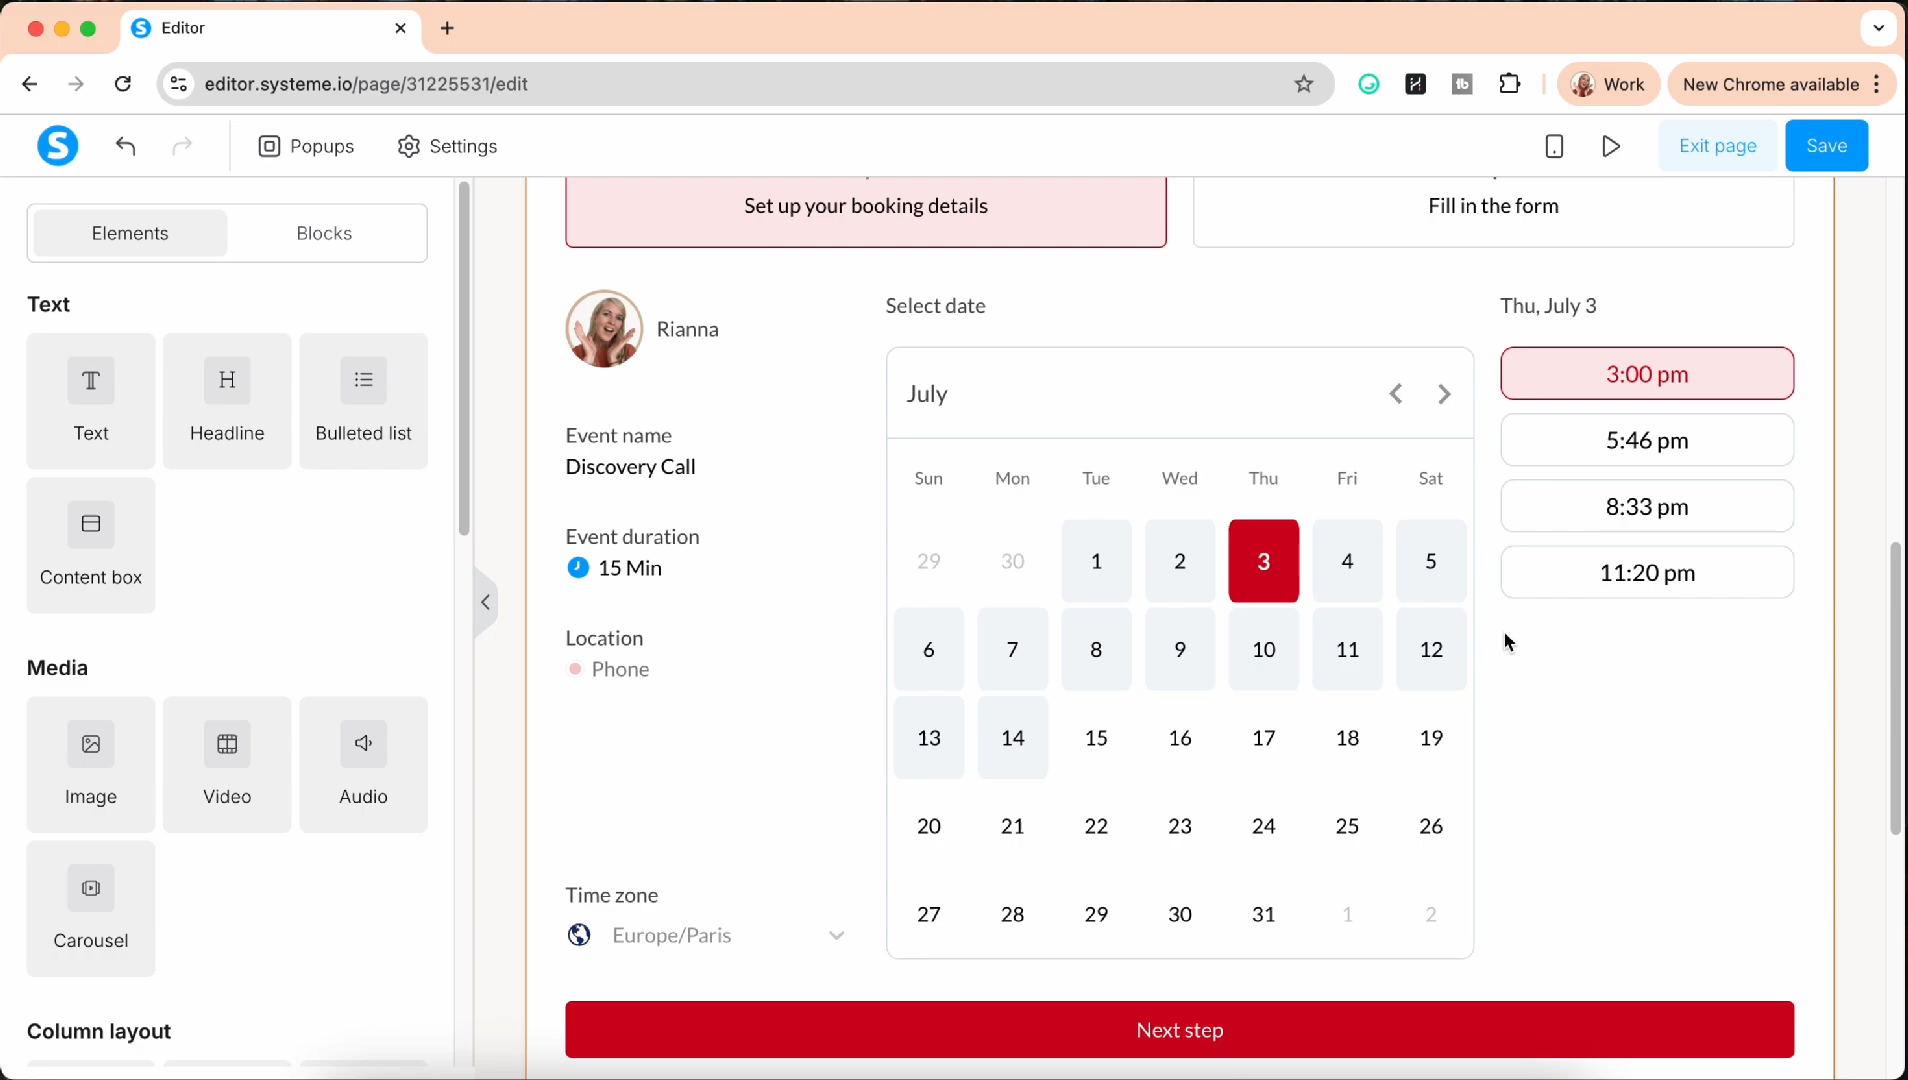 Editor
editor.systeme.io/page/31225531/edit
Work
New Chrome available
Popups
Settings
Exit page
Save
Elements
Blocks
Text
Text
Headline
Bulleted list
Content box
Media
Image
Video
Audio
Carousel
Column layout
Set up your booking details
Fill in the form
Rianna
Event name
Discovery Call
Event duration
15 Min
Location
Phone
Time zone
Europe/Paris
Select date
July
Sun Mon Tue Wed Thu Fri Sat
29 30 1 2 3 4 5
6 7 8 9 10 11 12
13 14 15 16 17 18 19
20 21 22 23 24 25 26
27 28 29 30 31 1 2
Thu, July 3
3:00 pm
5:46 pm
8:33 pm
11:20 pm
Next step